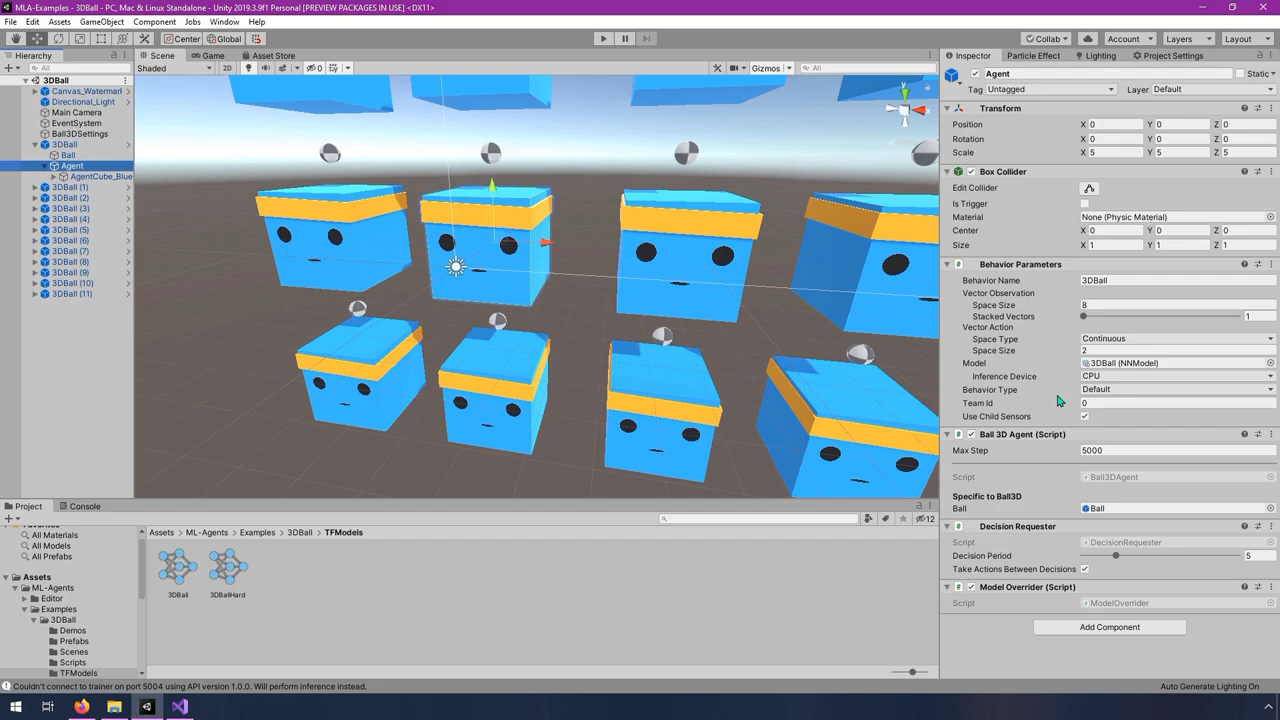 MLA-Examples - 3DBall - PC, Mac & Linux Standalone - Unity 2019.3.9f1 Personal [PREVIEW PACKAGES IN USE] <DX11>
File Edit Assets GameObject Component Jobs Window Help
Center Global Collab Account Layers Layout
Hierarchy
All
3DBall
Canvas_Watermark
Directional_Light
Main Camera
EventSystem
Ball3DSettings
3DBall
Ball
Agent
AgentCube_Blue
3DBall (1)
3DBall (2)
3DBall (3)
3DBall (4)
3DBall (5)
3DBall (6)
3DBall (7)
3DBall (8)
3DBall (9)
3DBall (10)
3DBall (11)
Scene Game Asset Store
Shaded 2D 0 Gizmos All
y
Inspector Particle Effect Lighting Project Settings
Agent Static
Tag Untagged Layer Default
Transform
Position X 0 Y 0 Z 0
Rotation X 0 Y 0 Z 0
Scale X 5 Y 5 Z 5
Box Collider
Edit Collider
Is Trigger
Material None (Physic Material)
Center X 0 Y 0 Z 0
Size X 1 Y 1 Z 1
Behavior Parameters
Behavior Name 3DBall
Vector Observation
Space Size 8
Stacked Vectors 1
Vector Action
Space Type Continuous
Space Size 2
Model 3DBall (NNModel)
Inference Device CPU
Behavior Type Default
Team Id 0
Use Child Sensors
Ball 3D Agent (Script)
Max Step 5000
Script Ball3DAgent
Specific to Ball3D
Ball Ball
Decision Requester
Script DecisionRequester
Decision Period 5
Take Actions Between Decisions
Model Overrider (Script)
Script ModelOverrider
Add Component
Project Console
12
Favorites
All Materials
All Models
All Prefabs
Assets
ML-Agents
Editor
Examples
3DBall
Demos
Prefabs
Scenes
Scripts
TFModels
Assets > ML-Agents > Examples > 3DBall > TFModels
3DBall
3DBallHard
Couldn't connect to trainer on port 5004 using API version 1.0.0. Will perform inference instead.
Auto Generate Lighting On